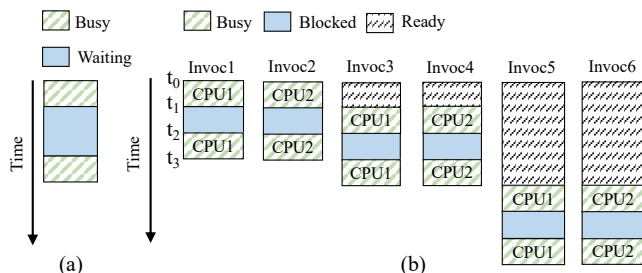 Busy
Waiting
Time
(a)
Busy Blocked Ready
Invoc1 Invoc2 Invoc3 Invoc4 Invoc5 Invoc6
t0
t1
t2
t3
Time
CPU1 CPU2
CPU1 CPU2
CPU1 CPU2
CPU1 CPU2
CPU1 CPU2
CPU1 CPU2
(b)